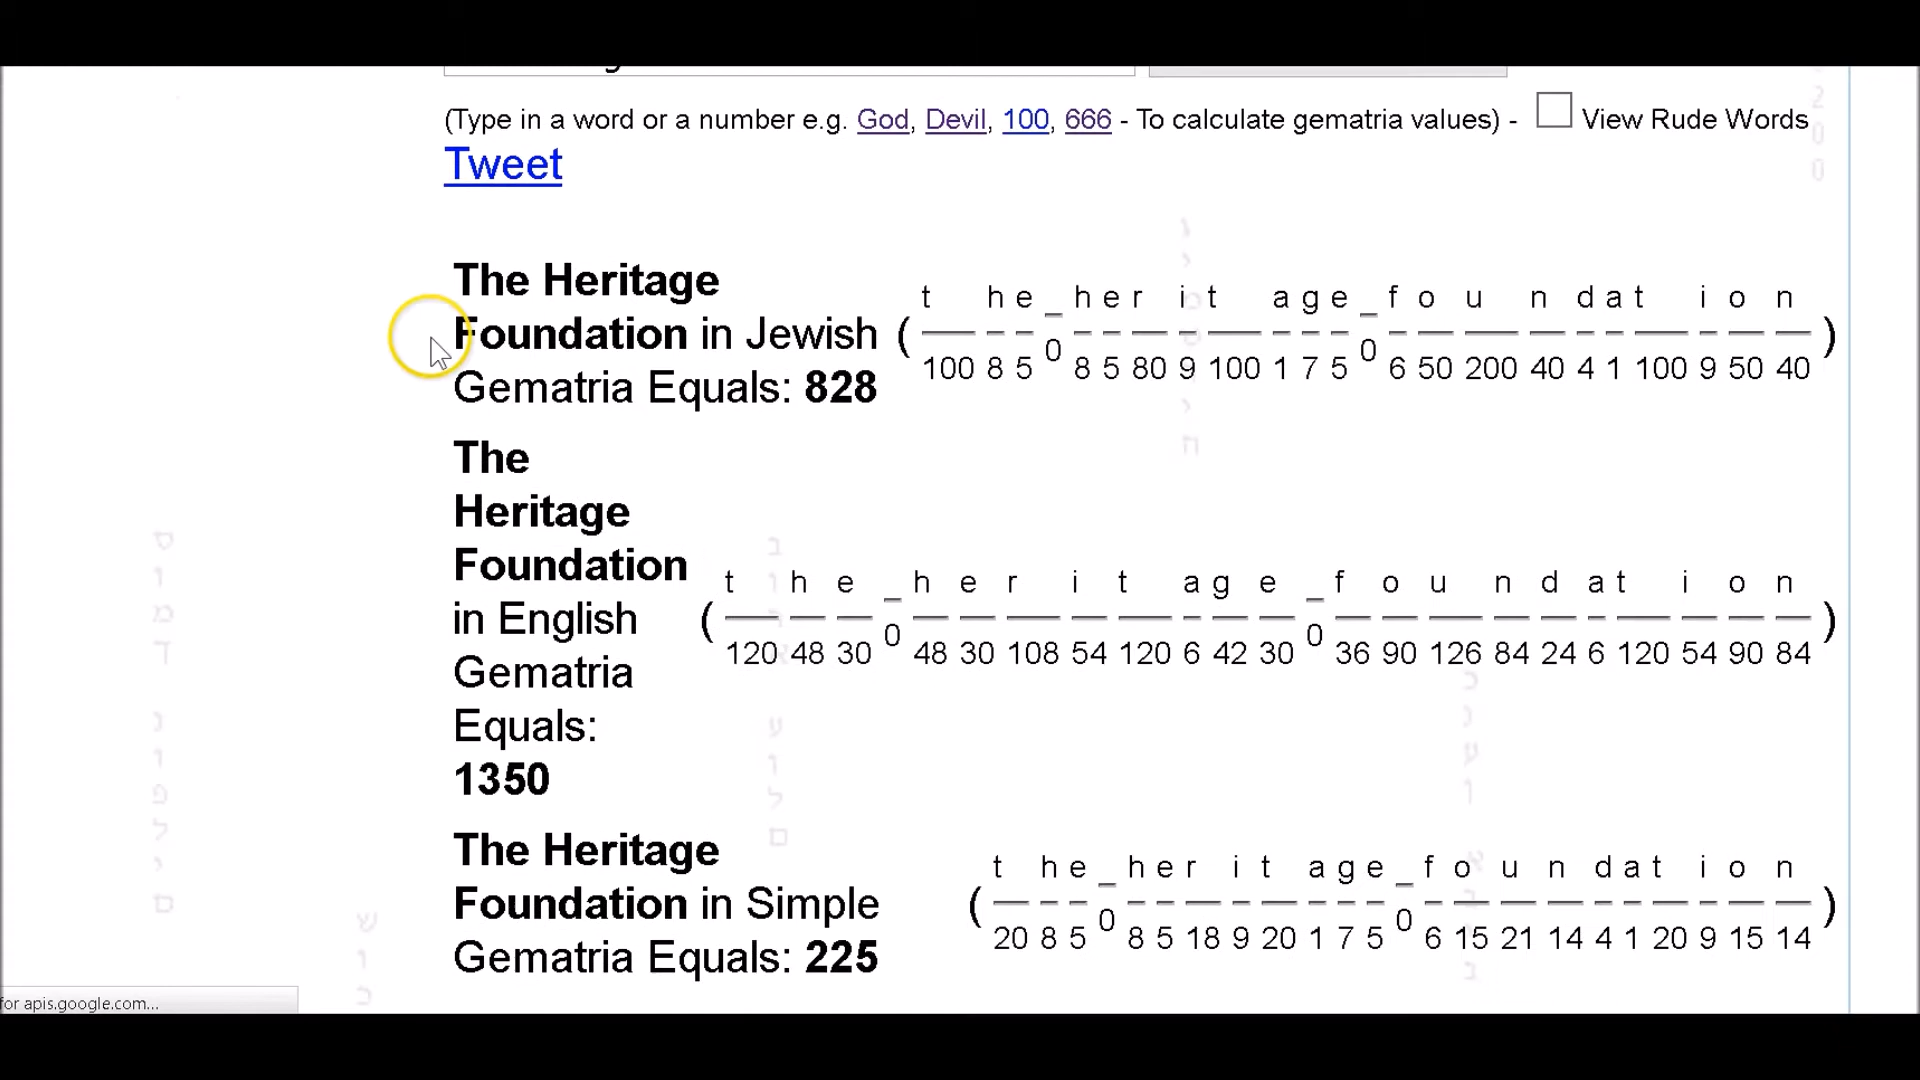 (Type in a word or a number e.g. God, Devil, 100, 666 - To calculate gematria values) - View Rude Words
Tweet
The Heritage
Foundation in Jewish
Gematria Equals: 828
( t h e _ h e r i t a g e _ f o u n d a t i o n )
100 8 5 0 8 5 80 9 100 1 7 5 0 6 50 200 40 4 1 100 9 50 40
The
Heritage
Foundation
in English
Gematria
Equals:
1350
( t h e _ h e r i t a g e _ f o u n d a t i o n )
120 48 30 0 48 30 108 54 120 6 42 30 0 36 90 126 84 24 6 120 54 90 84
The Heritage
Foundation in Simple
Gematria Equals: 225
( t h e _ h e r i t a g e _ f o u n d a t i o n )
20 8 5 0 8 5 18 9 20 1 7 5 0 6 15 21 14 4 1 20 9 15 14
for apis.google.com...